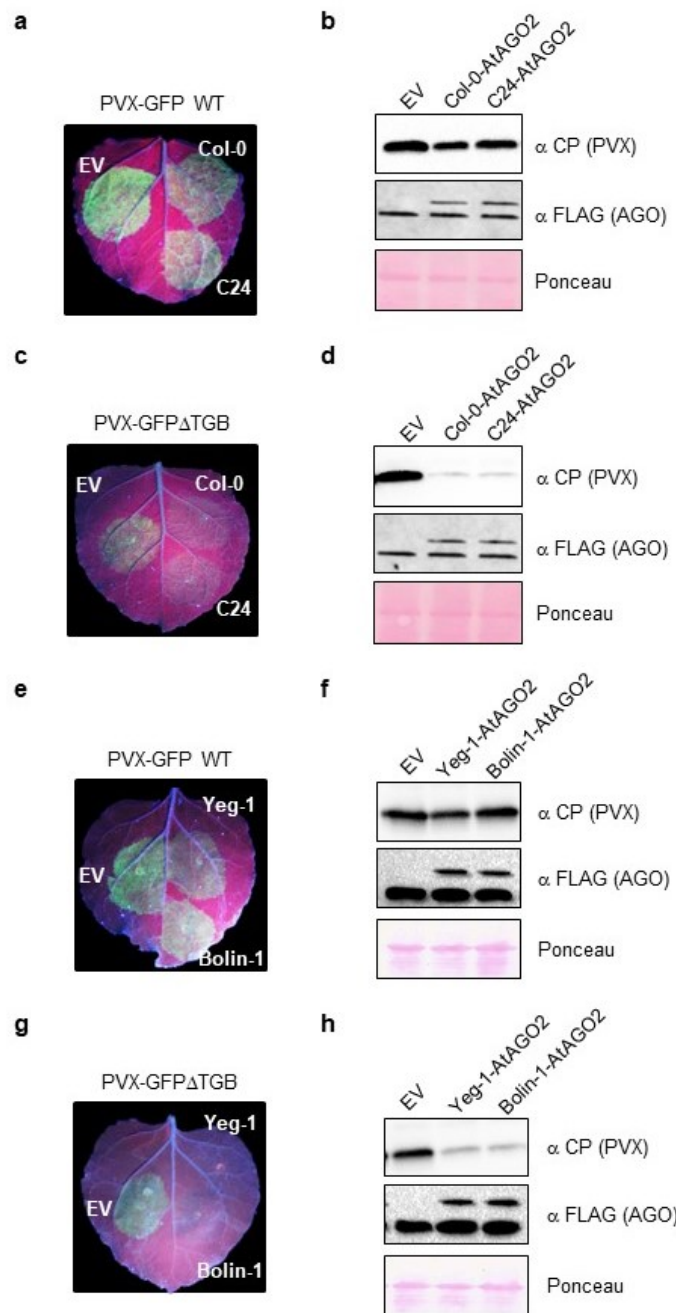 a
PVX-GFP WT
EV
Col-0
C24
b
EV
Col-0-AtAGO2
C24-AtAGO2
α CP (PVX)
α FLAG (AGO)
Ponceau
c
PVX-GFPΔTGB
EV
Col-0
C24
d
EV
Col-0-AtAGO2
C24-AtAGO2
α CP (PVX)
α FLAG (AGO)
Ponceau
e
PVX-GFP WT
Yeg-1
EV
Bolin-1
f
EV
Yeg-1-AtAGO2
Bolin-1-AtAGO2
α CP (PVX)
α FLAG (AGO)
Ponceau
g
PVX-GFPΔTGB
Yeg-1
EV
Bolin-1
h
EV
Yeg-1-AtAGO2
Bolin-1-AtAGO2
α CP (PVX)
α FLAG (AGO)
Ponceau